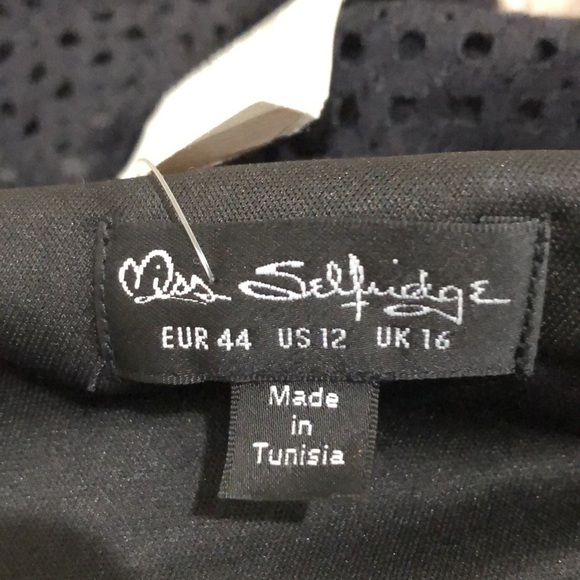 Miss Selfridge
EUR 44 US 12 UK 16
Made
in
Tunisia